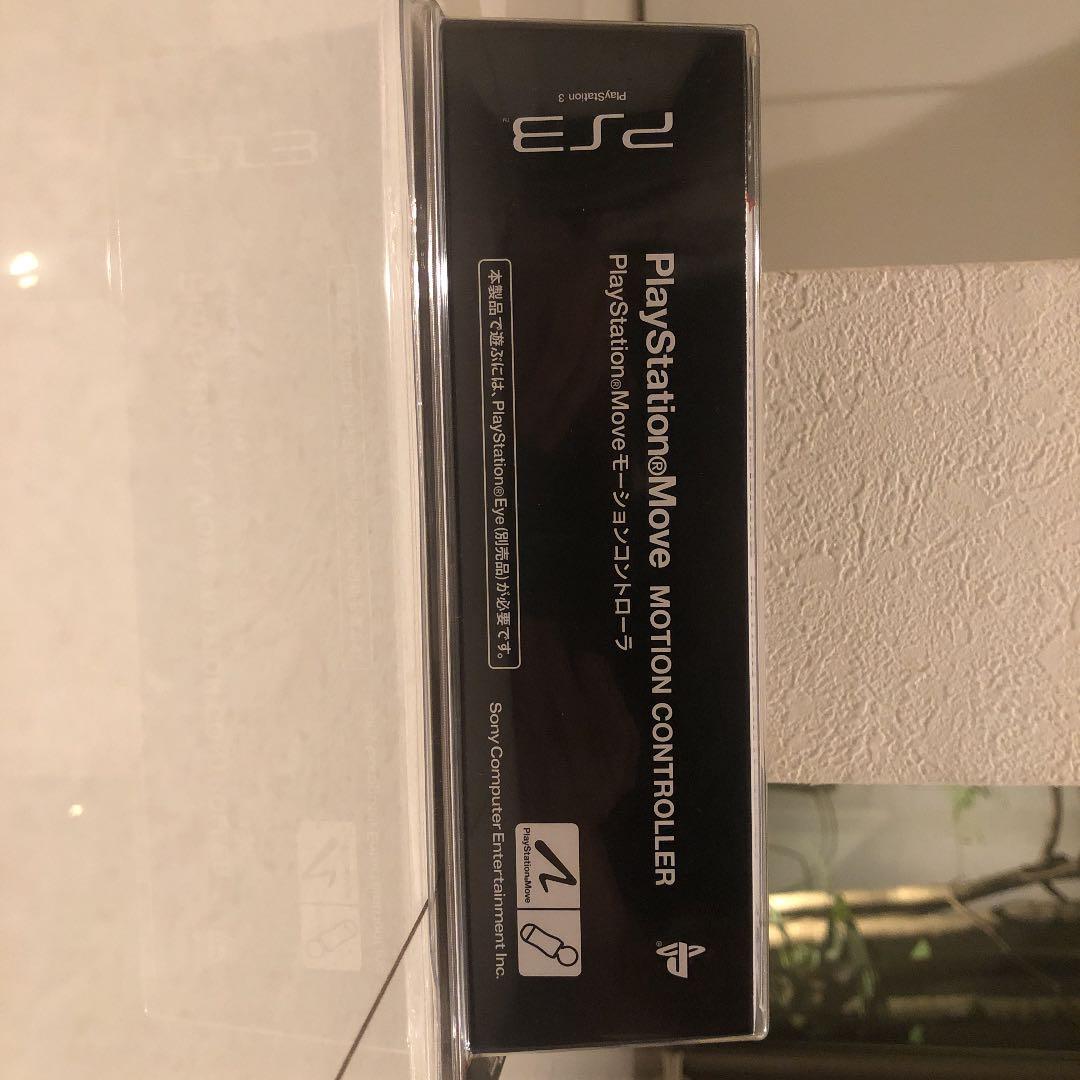 PS3™
PlayStation 3
PlayStation®Move MOTION CONTROLLER
PlayStation®Moveモーションコントローラ
本製品で遊ぶには、PlayStation®Eye(別売品)が必要です。
Sony Computer Entertainment Inc.
PlayStation®Move